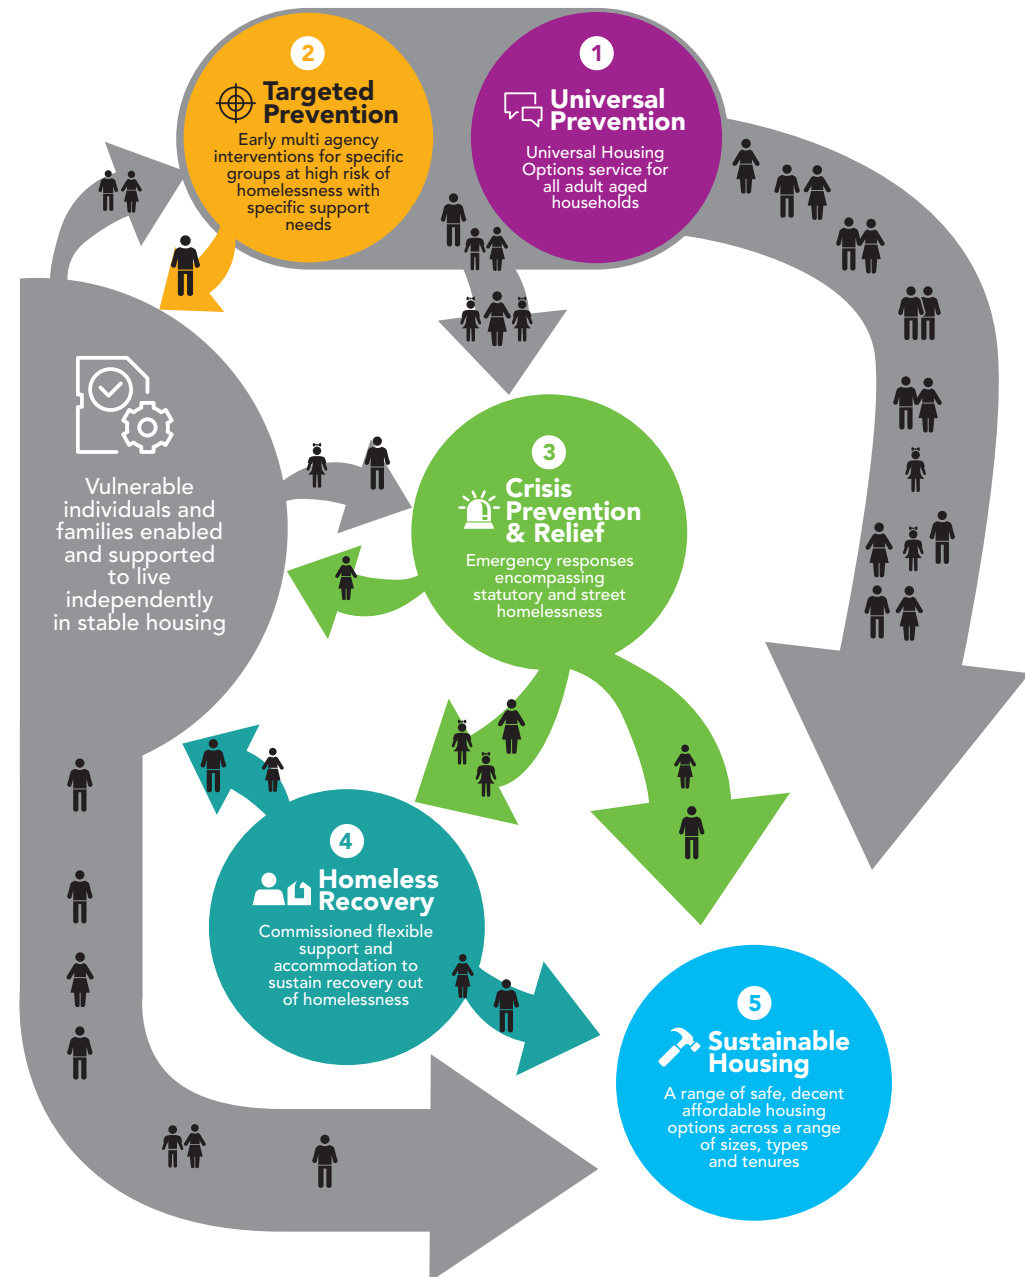 1
Universal
Prevention
Universal Housing
Options service for
all adult aged
households
2
Targeted
Prevention
Early multi agency
interventions for specific
groups at high risk of
homelessness with
specific support
needs
Vulnerable
individuals and
families enabled
and supported
to live
independently
in stable housing
3
Crisis
Prevention
& Relief
Emergency responses
encompassing
statutory and street
homelessness
4
Homeless
Recovery
Commissioned flexible
support and
accommodation to
sustain recovery out
of homelessness
5
Sustainable
Housing
A range of safe, decent
affordable housing
options across a range
of sizes, types
and tenures